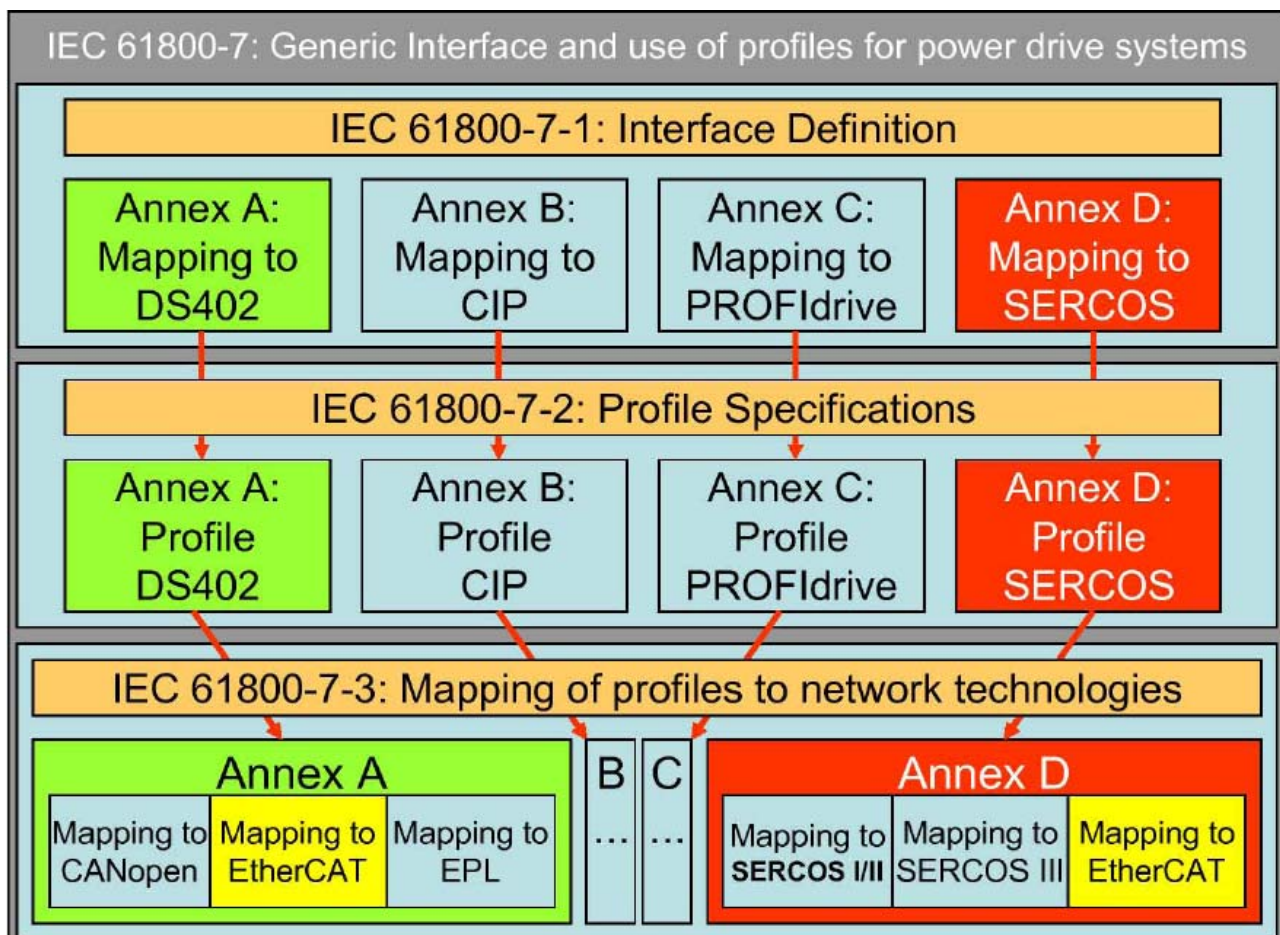 IEC 61800-7: Generic Interface and use of profiles for power drive systems
IEC 61800-7-1: Interface Definition
Annex A:
Mapping to
DS402
Annex B:
Mapping to
CIP
Annex C:
Mapping to
PROFIdrive
Annex D:
Mapping to
SERCOS
IEC 61800-7-2: Profile Specifications
Annex A:
Profile
DS402
Annex B:
Profile
CIP
Annex C:
Profile
PROFIdrive
Annex D:
Profile
SERCOS
IEC 61800-7-3: Mapping of profiles to network technologies
Annex A
Mapping to
CANopen
Mapping to
EtherCAT
Mapping to
EPL
B
...
C
...
Annex D
Mapping to
SERCOS I/II
Mapping to
SERCOS III
Mapping to
EtherCAT